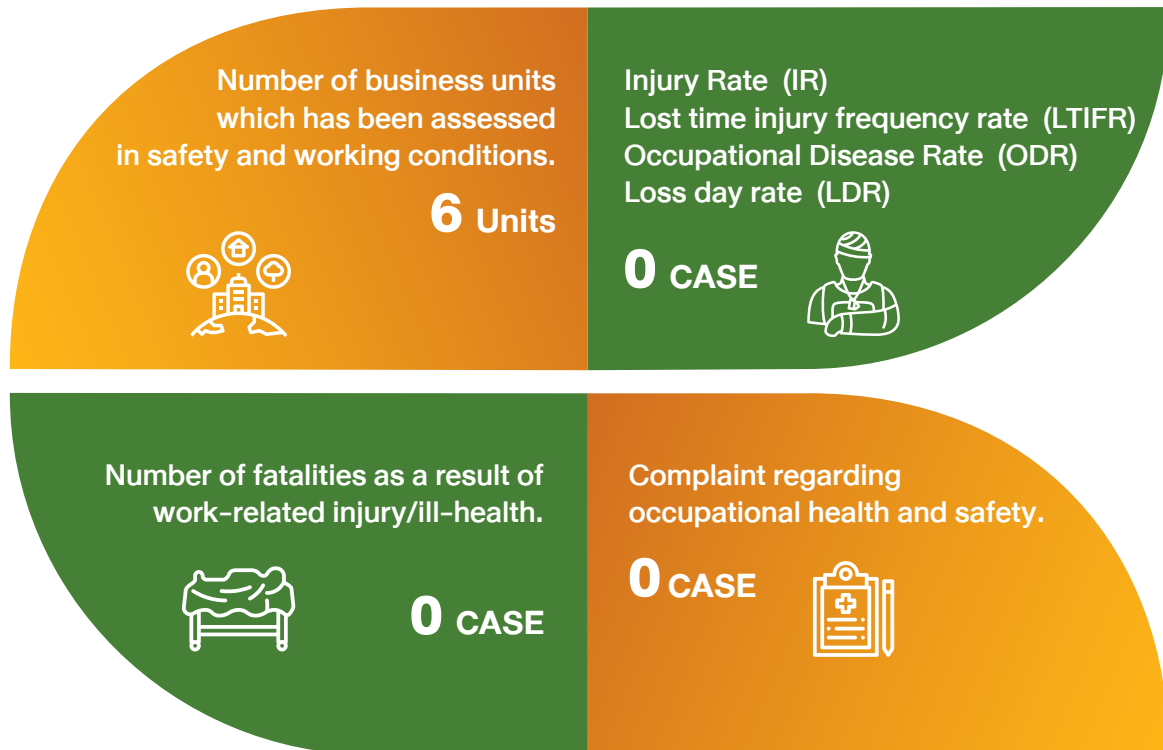 Number of business units
which has been assessed
in safety and working conditions.
6 Units
Injury Rate (IR)
Lost time injury frequency rate (LTIFR)
Occupational Disease Rate (ODR)
Loss day rate (LDR)
0 CASE
Number of fatalities as a result of
work-related injury/ill-health.
0 CASE
Complaint regarding
occupational health and safety.
0 CASE